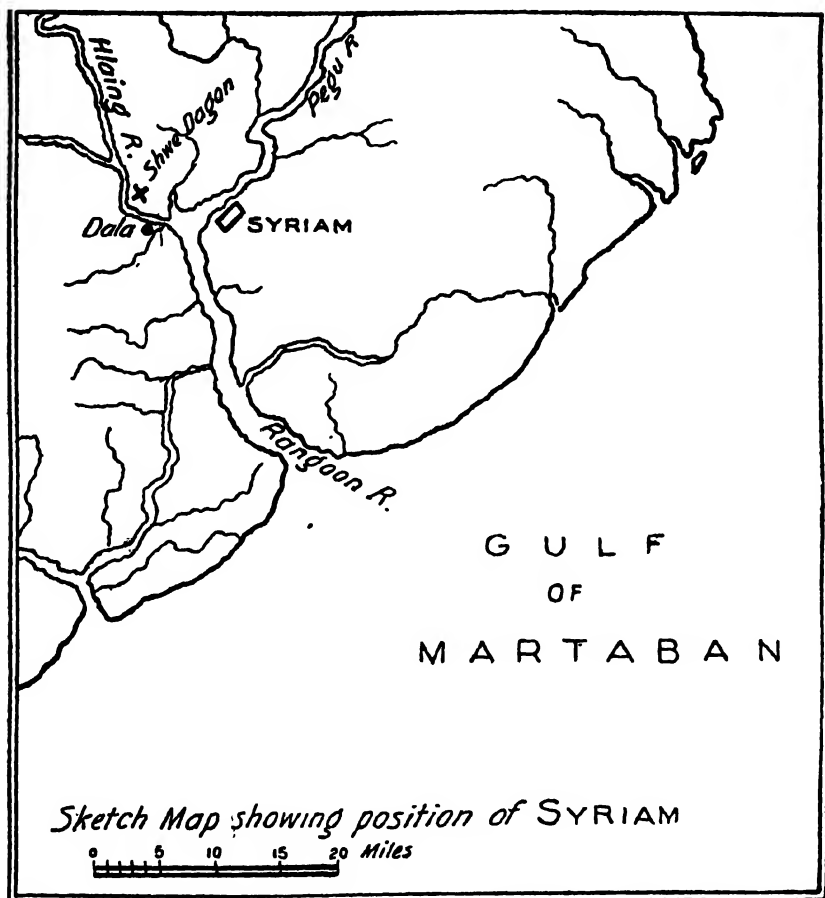 Hlaing R.
Pegu R
Shwe Dagon
Dala
SYRIAM
Rangoon R.
GULF
OF
MARTABAN
Sketch Map showing position of SYRIAM
0 5 10 15 20 Miles